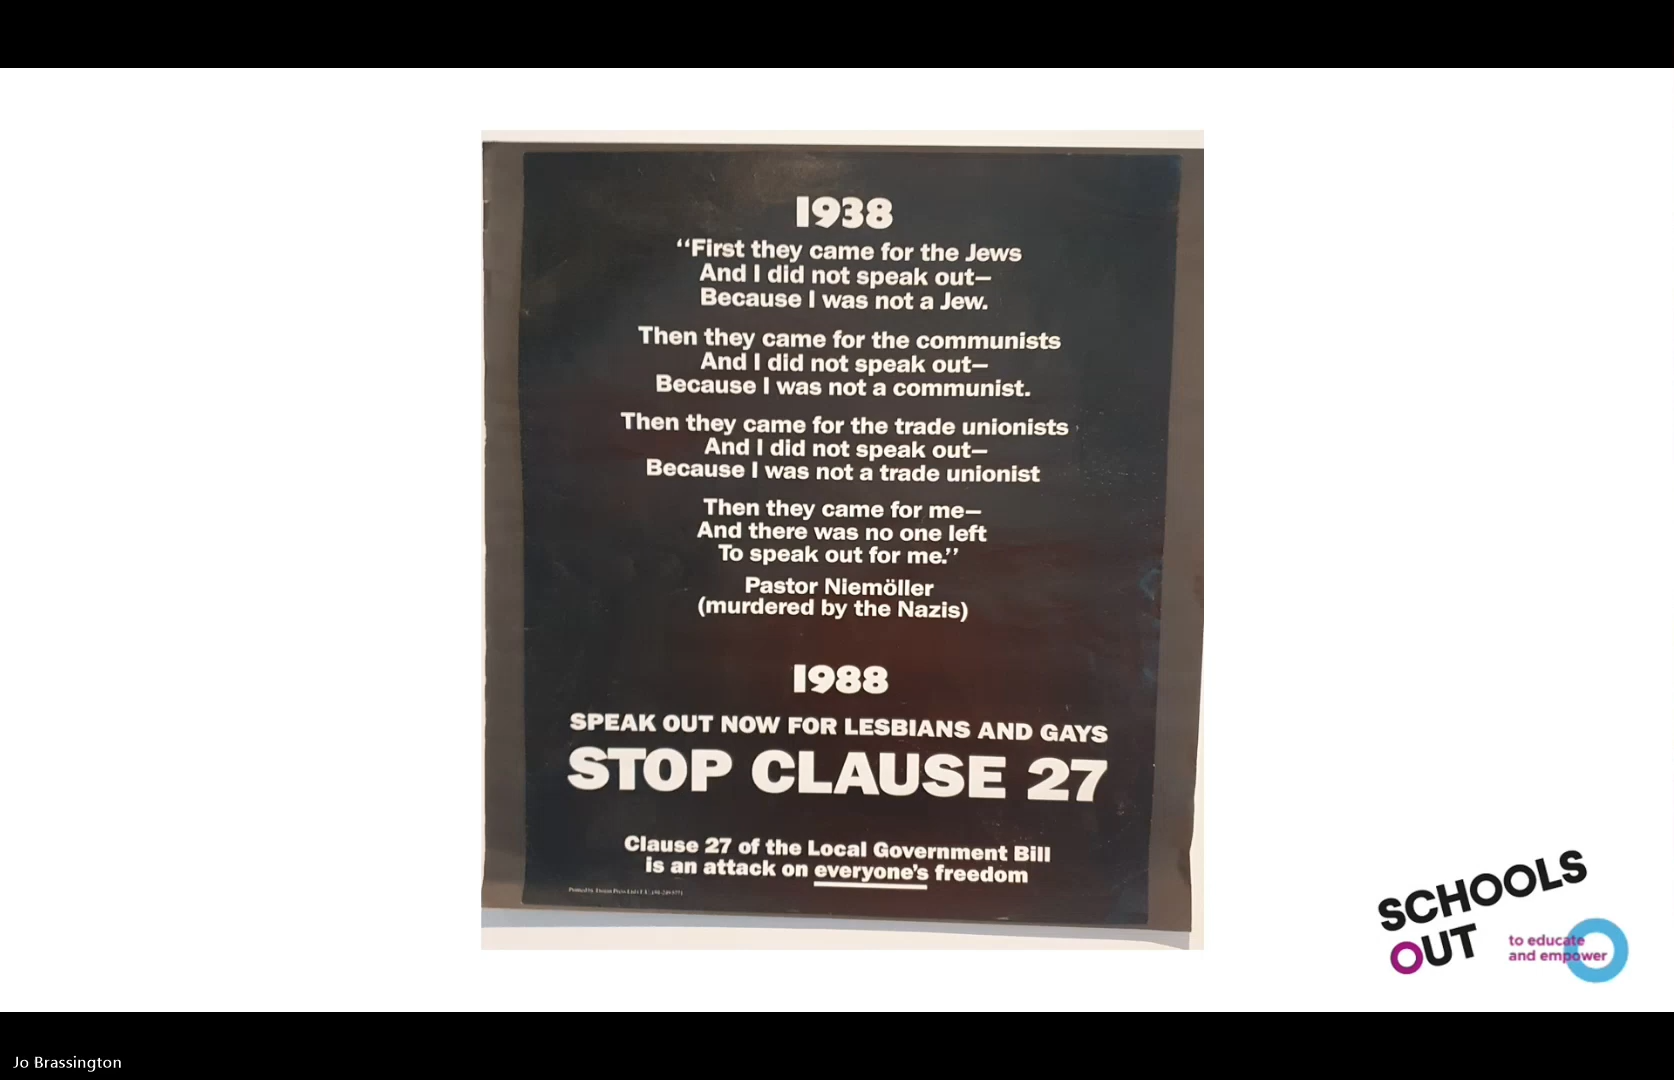 1938
“First they came for the Jews
And I did not speak out—
Because I was not a Jew.
Then they came for the communists
And I did not speak out—
Because I was not a communist.
Then they came for the trade unionists
And I did not speak out—
Because I was not a trade unionist
Then they came for me—
And there was no one left
To speak out for me.”
Pastor Niemöller
(murdered by the Nazis)
1988
SPEAK OUT NOW FOR LESBIANS AND GAYS
STOP CLAUSE 27
Clause 27 of the Local Government Bill
is an attack on everyone’s freedom
Printed by
SCHOOLS
OUT
to educate
and empower
Jo Brassington